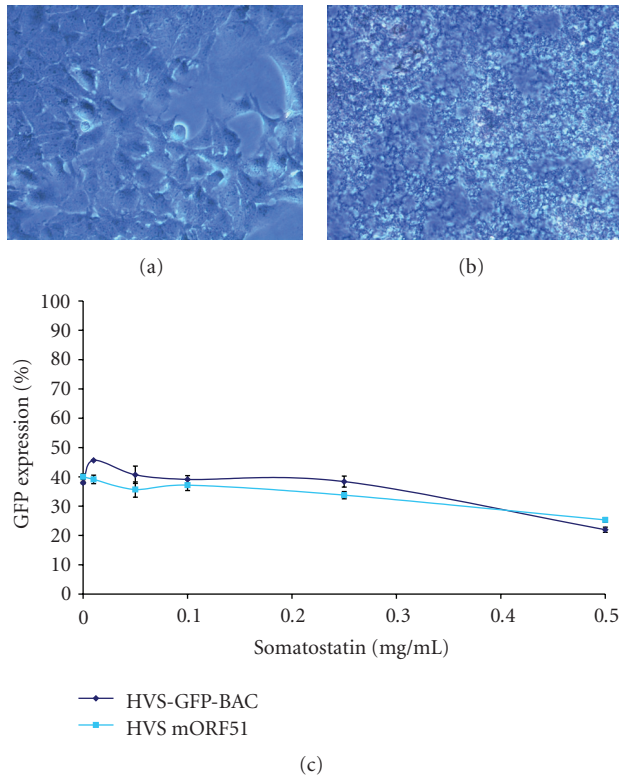 (a)
(b)
100
90
80
70
60
50
40
30
20
10
0
GFP expression (%)
0
0.1
0.2
0.3
0.4
0.5
Somatostatin (mg/mL)
HVS-GFP-BAC
HVS mORF51
(c)